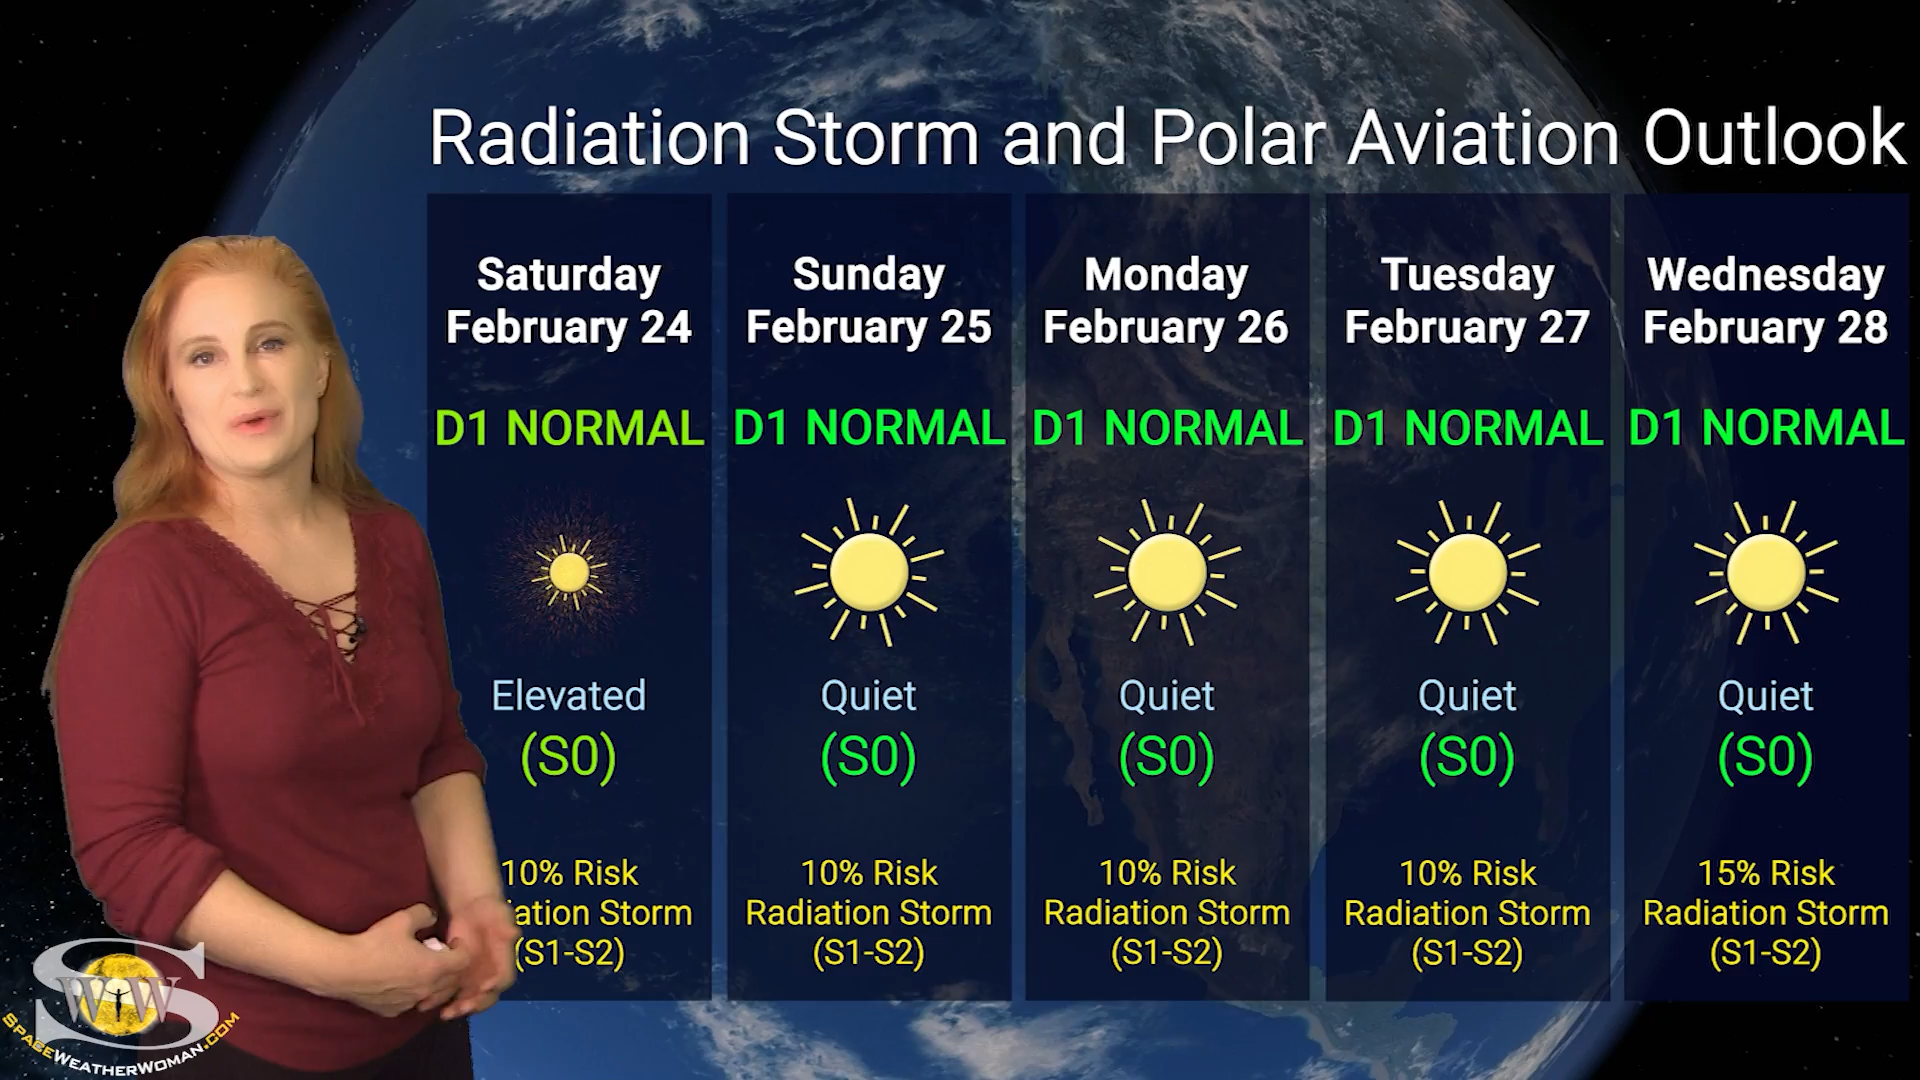 Radiation Storm and Polar Aviation Outlook
Saturday
February 24
D1 NORMAL
Elevated
(S0)
10% Risk
iation Storm
(S1-S2)
Sunday
February 25
D1 NORMAL
Quiet
(S0)
10% Risk
Radiation Storm
(S1-S2)
Monday
February 26
D1 NORMAL
Quiet
(S0)
10% Risk
Radiation Storm
(S1-S2)
Tuesday
February 27
D1 NORMAL
Quiet
(S0)
10% Risk
Radiation Storm
(S1-S2)
Wednesday
February 28
D1 NORMAL
Quiet
(S0)
15% Risk
Radiation Storm
(S1-S2)
SWW
SPACEWEATHERWOMAN.COM